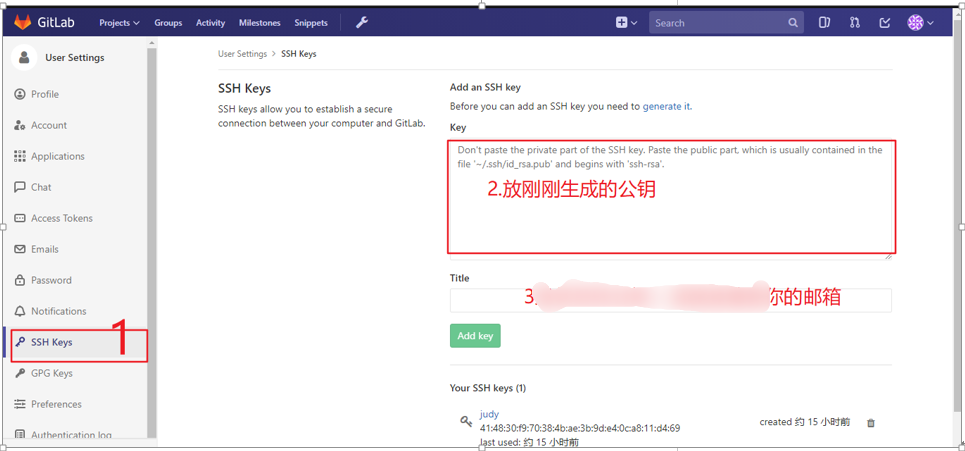 GitLab Projects Groups Activity Milestones Snippets Search
User Settings
User Settings > SSH Keys
Profile
Account
Applications
Chat
Access Tokens
Emails
Password
Notifications
SSH Keys
1
GPG Keys
Preferences
Authentication log
SSH Keys
SSH keys allow you to establish a secure
connection between your computer and GitLab.
Add an SSH key
Before you can add an SSH key you need to generate it.
Key
Don't paste the private part of the SSH key. Paste the public part, which is usually contained in the
file '~/.ssh/id_rsa.pub' and begins with 'ssh-rsa'.
2.放刚刚生成的公钥
Title
3. 你的邮箱
Add key
Your SSH keys (1)
judy
41:48:30:f9:70:38:4b:ae:3b:9d:e4:0c:a8:11:d4:69
last used: 约 15 小时前
created 约 15 小时前